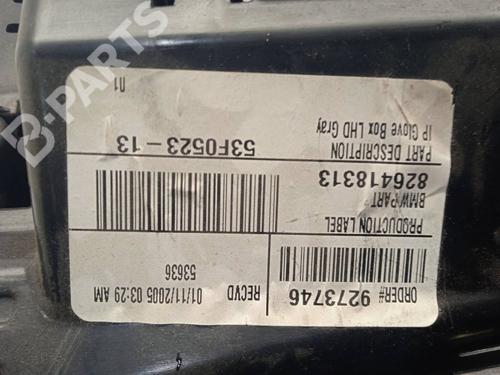 ORDER# 9273746
RECVD 01/11/2005 03:29 AM
53636
PRODUCTION LABEL
BMW PART?
826418313
PART DESCRIPTION 53F0523-13
IP Glove Box LHD Gray
01
B-PARTS